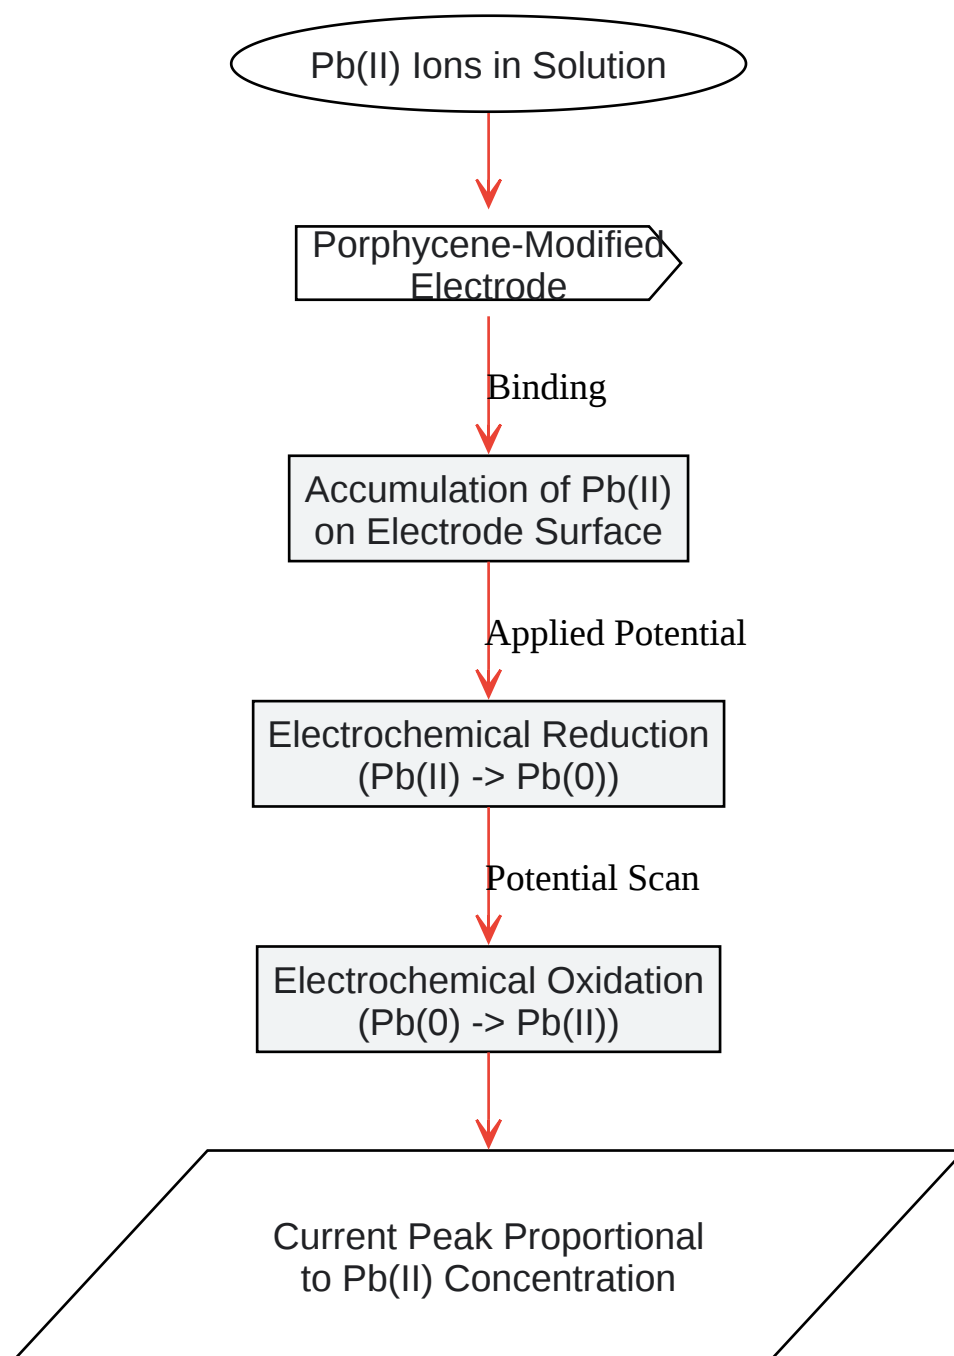 Pb(II) Ions in Solution
Porphycene-Modified
Electrode
Binding
Accumulation of Pb(II)
on Electrode Surface
Applied Potential
Electrochemical Reduction
(Pb(II) -> Pb(0))
Potential Scan
Electrochemical Oxidation
(Pb(0) -> Pb(II))
Current Peak Proportional
to Pb(II) Concentration